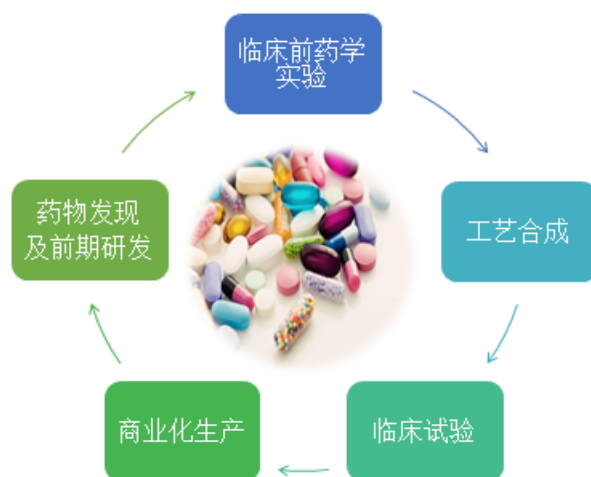 临床前药学
实验
工艺合成
临床试验
商业化生产
药物发现
及前期研发